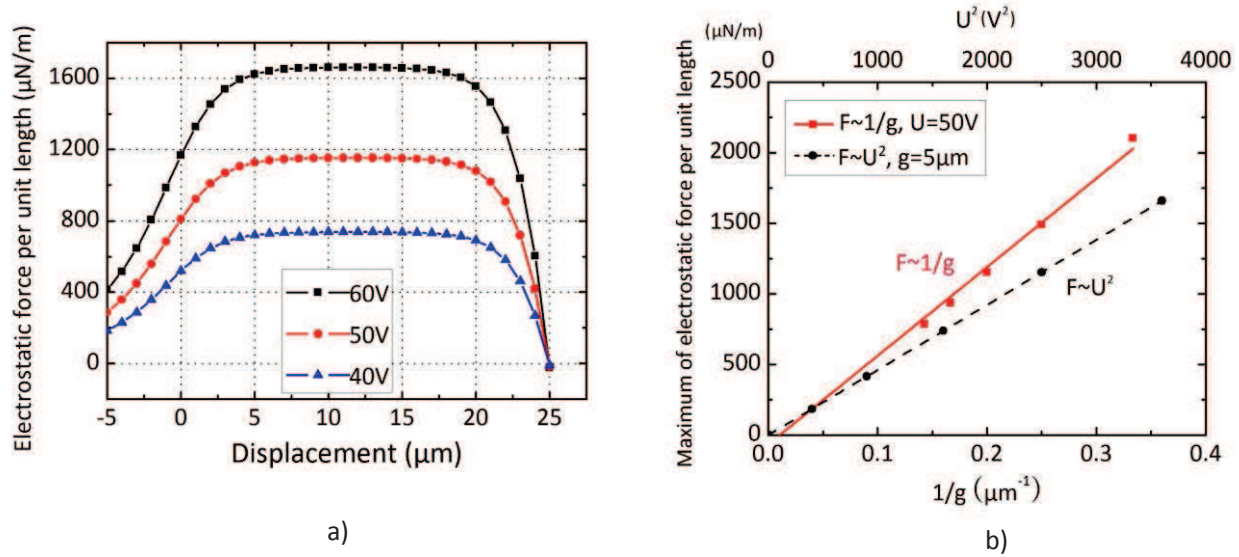 Electrostatic force per unit length (μN/m)
1600
1200
800
400
0
-5 0 5 10 15 20 25
Displacement (μm)
60V
50V
40V
a)
U²(V²)
(μN/m)
0 1000 2000 3000 4000
Maximum of electrostatic force per unit length
2500
2000
1500
1000
500
0
0.0 0.1 0.2 0.3 0.4
1/g (μm⁻¹)
F~1/g, U=50V
F~U², g=5μm
F~1/g
F~U²
b)